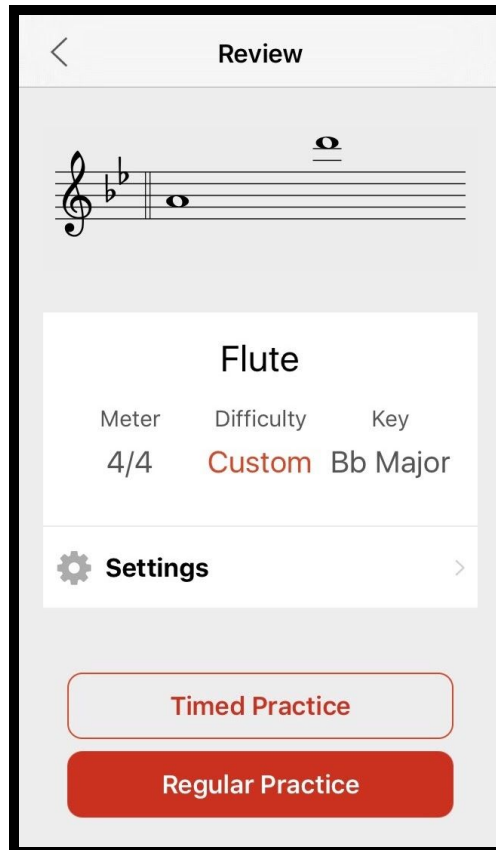 Review
Flute
Meter Difficulty Key
4/4 Custom Bb Major
Settings
Timed Practice
Regular Practice